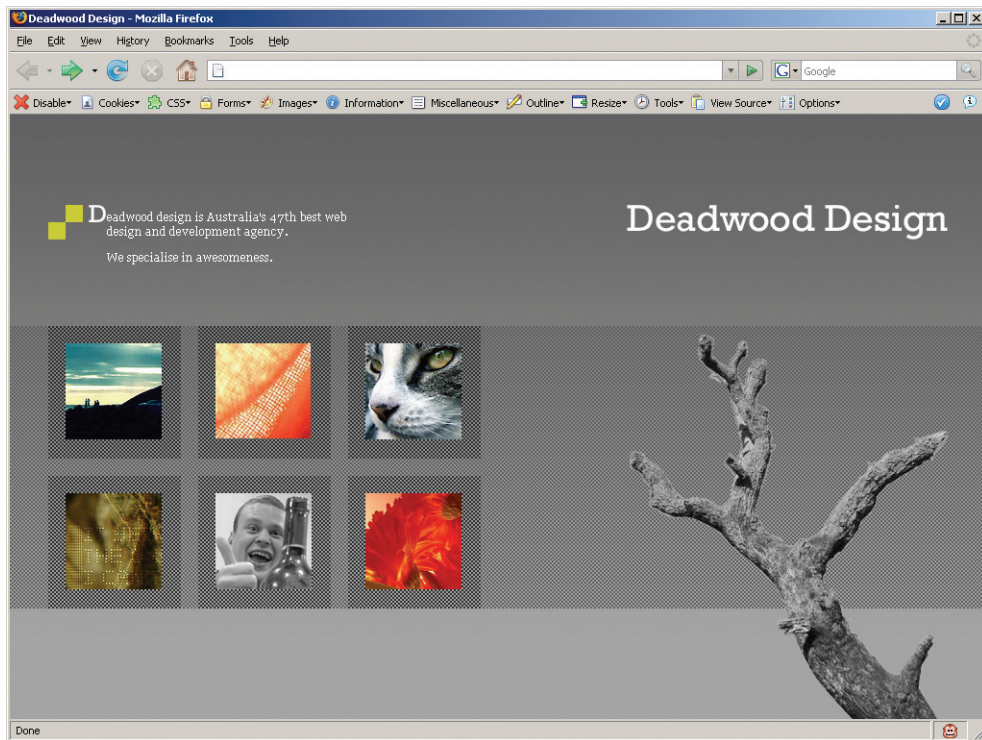 Deadwood Design - Mozilla Firefox
File Edit View History Bookmarks Tools Help
Google
Disable Cookies CSS Forms Images Information Miscellaneous Outline Resize Tools View Source Options
Deadwood design is Australia's 47th best web
design and development agency.
We specialise in awesomeness.
Deadwood Design
Done